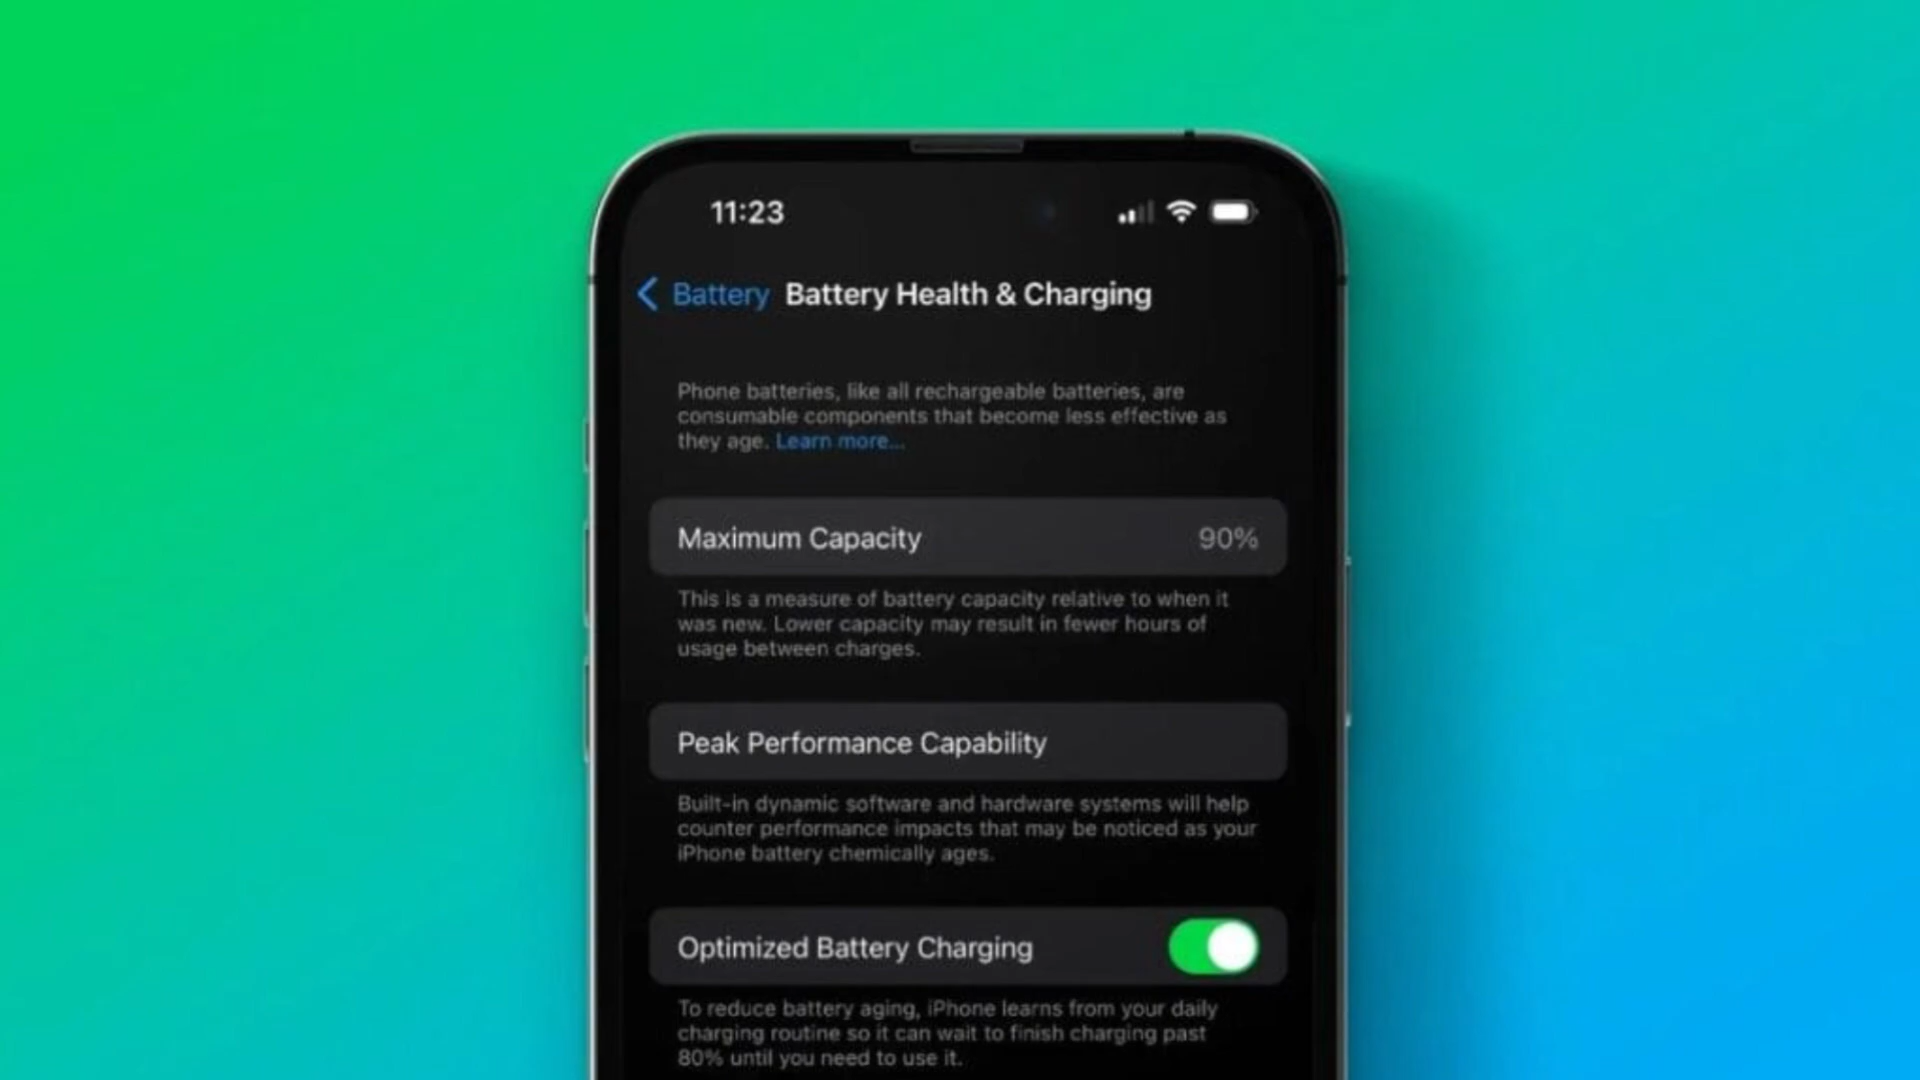 11:23
Battery Battery Health & Charging
Phone batteries, like all rechargeable batteries, are
consumable components that become less effective as
they age. Learn more...
Maximum Capacity 90%
This is a measure of battery capacity relative to when it
was new. Lower capacity may result in fewer hours of
usage between charges.
Peak Performance Capability
Built-in dynamic software and hardware systems will help
counter performance impacts that may be noticed as your
iPhone battery chemically ages.
Optimized Battery Charging
To reduce battery aging, iPhone learns from your daily
charging routine so it can wait to finish charging past
80% until you need to use it.